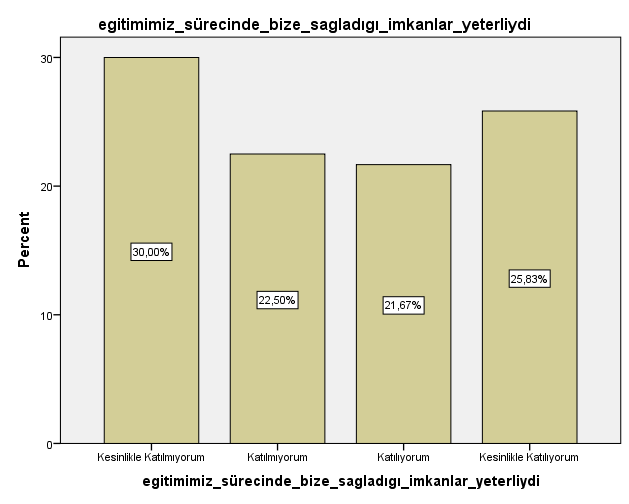 egitimimiz_sürecinde_bize_sagladıgı_imkanlar_yeterliydi
Percent
30
20
10
0
30,00%
22,50%
21,67%
25,83%
Kesinlikle Katılmıyorum
Katılmıyorum
Katılıyorum
Kesinlikle Katılıyorum
egitimimiz_sürecinde_bize_sagladıgı_imkanlar_yeterliydi